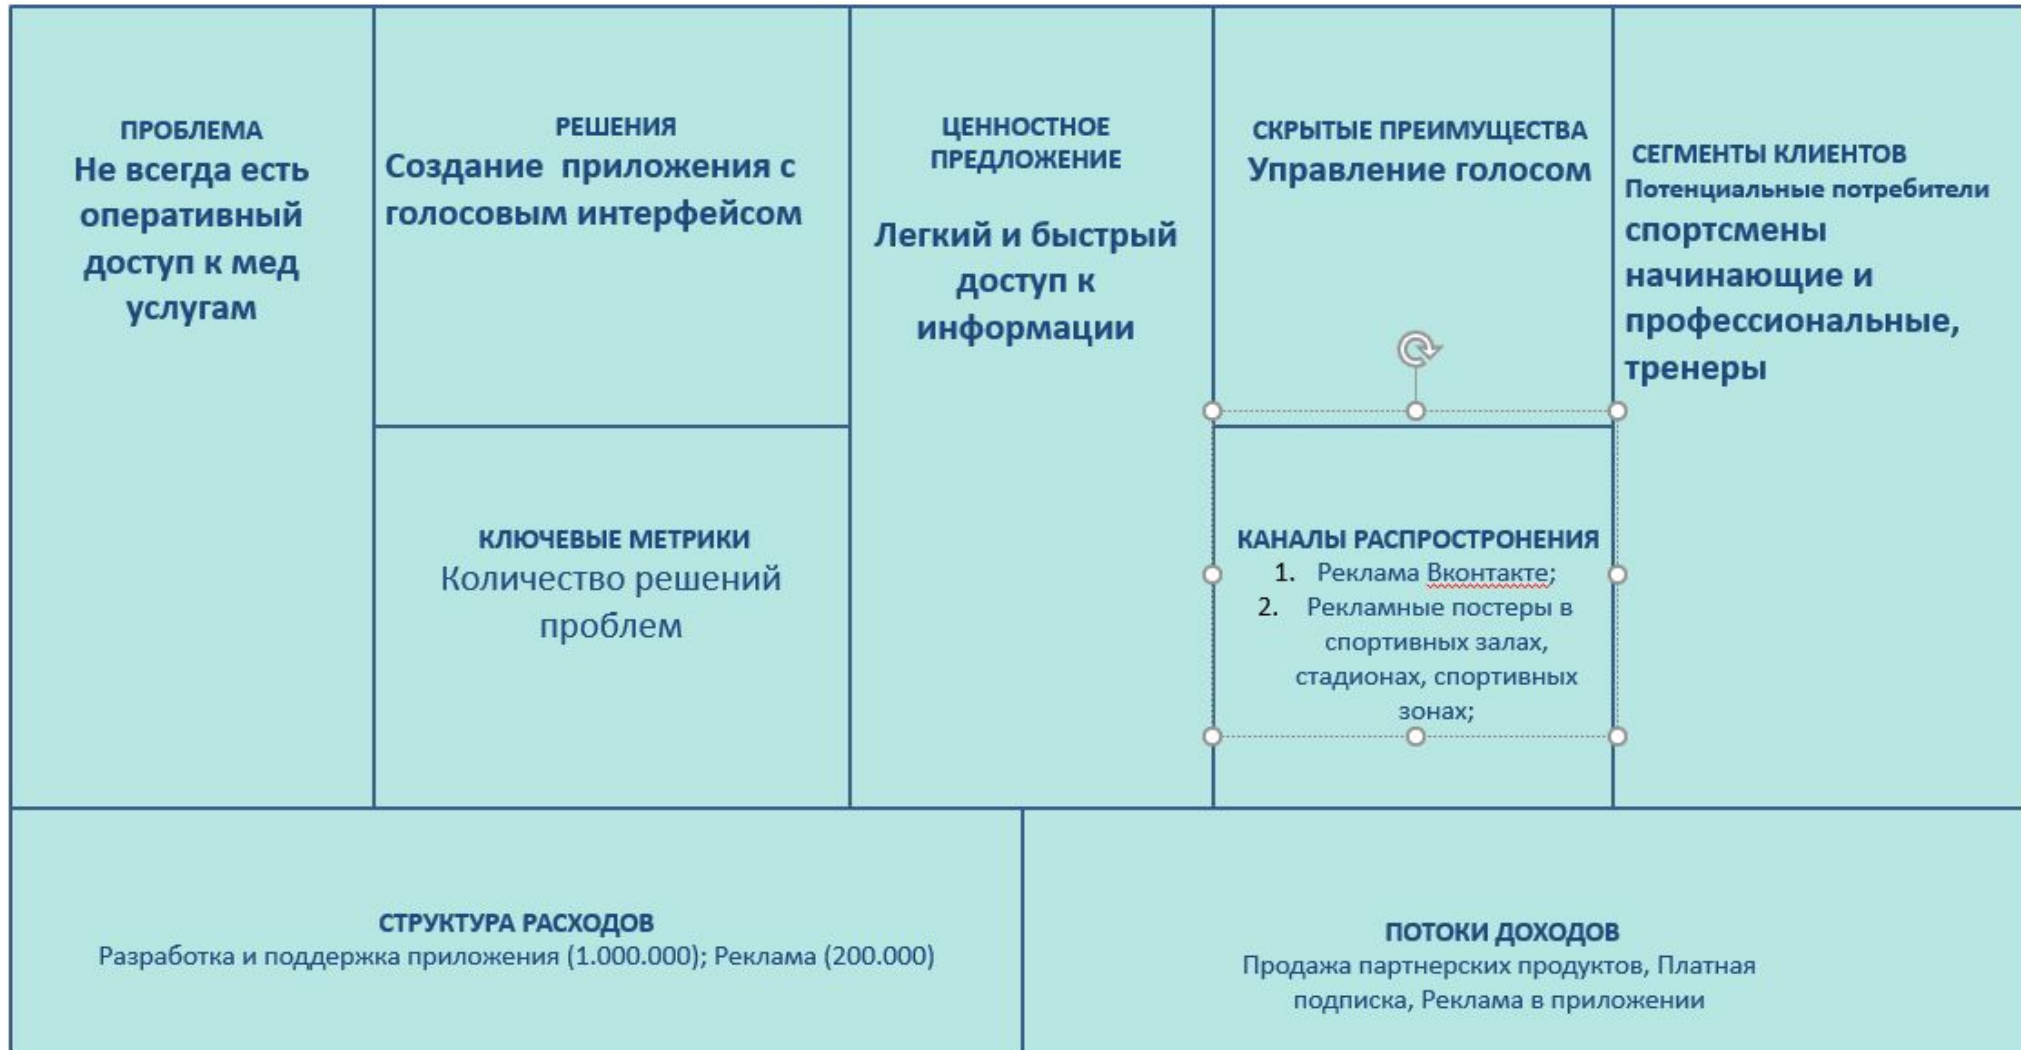 ПРОБЛЕМА
Не всегда есть
оперативный
доступ к мед
услугам
РЕШЕНИЯ
Создание приложения с
голосовым интерфейсом
КЛЮЧЕВЫЕ МЕТРИКИ
Количество решений
проблем
ЦЕННОСТНОЕ
ПРЕДЛОЖЕНИЕ
Легкий и быстрый
доступ к
информации
СКРЫТЫЕ ПРЕИМУЩЕСТВА
Управление голосом
КАНАЛЫ РАСПРОСТРОНЕНИЯ
1. Реклама Вконтакте;
2. Рекламные постеры в
спортивных залах,
стадионах, спортивных
зонах;
СЕГМЕНТЫ КЛИЕНТОВ
Потенциальные потребители
спортсмены
начинающие и
профессиональные,
тренеры
СТРУКТУРА РАСХОДОВ
Разработка и поддержка приложения (1.000.000); Реклама (200.000)
ПОТОКИ ДОХОДОВ
Продажа партнерских продуктов, Платная
подписка, Реклама в приложении